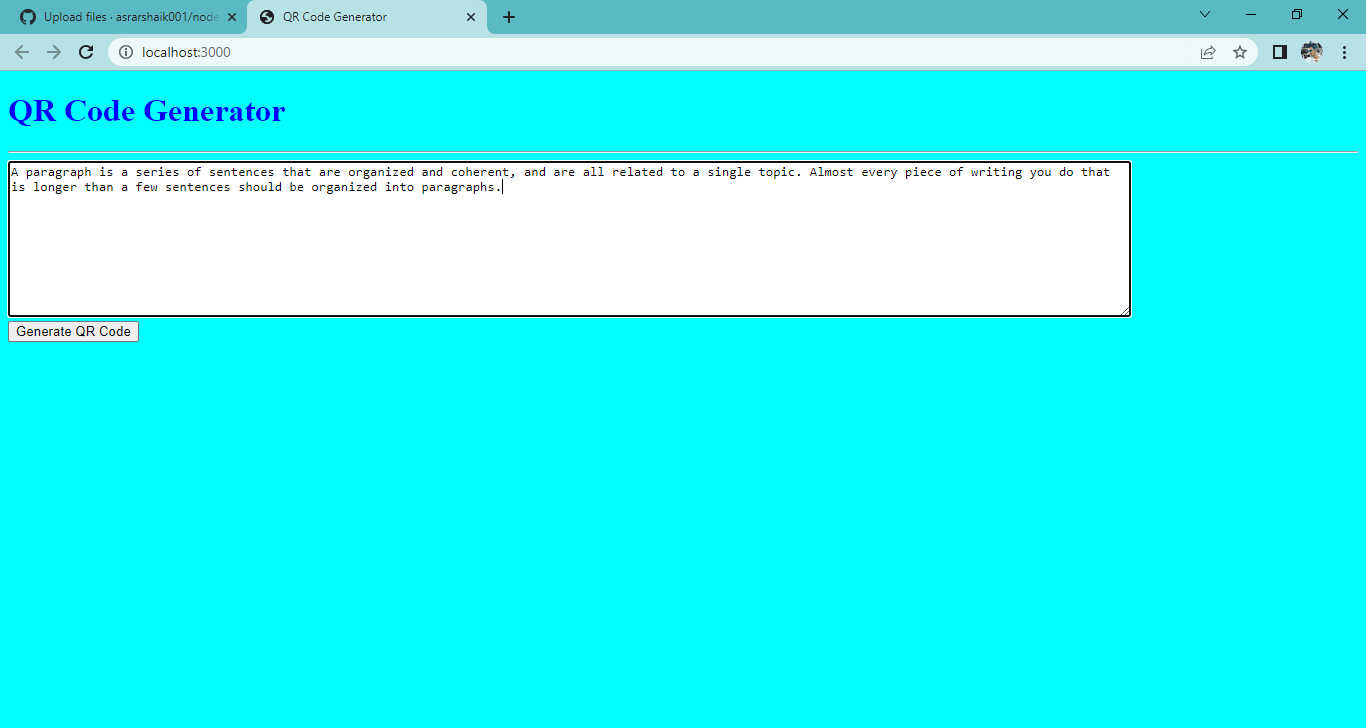 Upload files · asrarshaik001/node
QR Code Generator
localhost:3000
QR Code Generator
A paragraph is a series of sentences that are organized and coherent, and are all related to a single topic. Almost every piece of writing you do that
is longer than a few sentences should be organized into paragraphs.
Generate QR Code